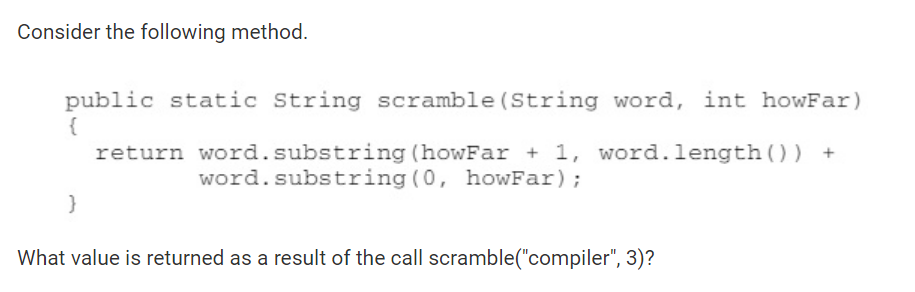 Consider the following method.
public static String scramble(String word, int howFar)
{
return word.substring(howFar + 1, word.length()) +
word.substring(0, howFar);
}
What value is returned as a result of the call scramble("compiler", 3)?